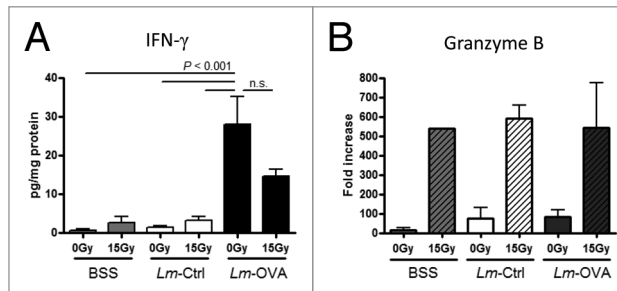 A
IFN-γ
P < 0.001
n.s.
pg/mg protein
40
30
20
10
0
0Gy 15Gy 0Gy 15Gy 0Gy 15Gy
BSS Lm-Ctrl Lm-OVA
B
Granzyme B
Fold increase
800
700
600
500
400
300
200
100
0
0Gy 15Gy 0Gy 15Gy 0Gy 15Gy
BSS Lm-Ctrl Lm-OVA